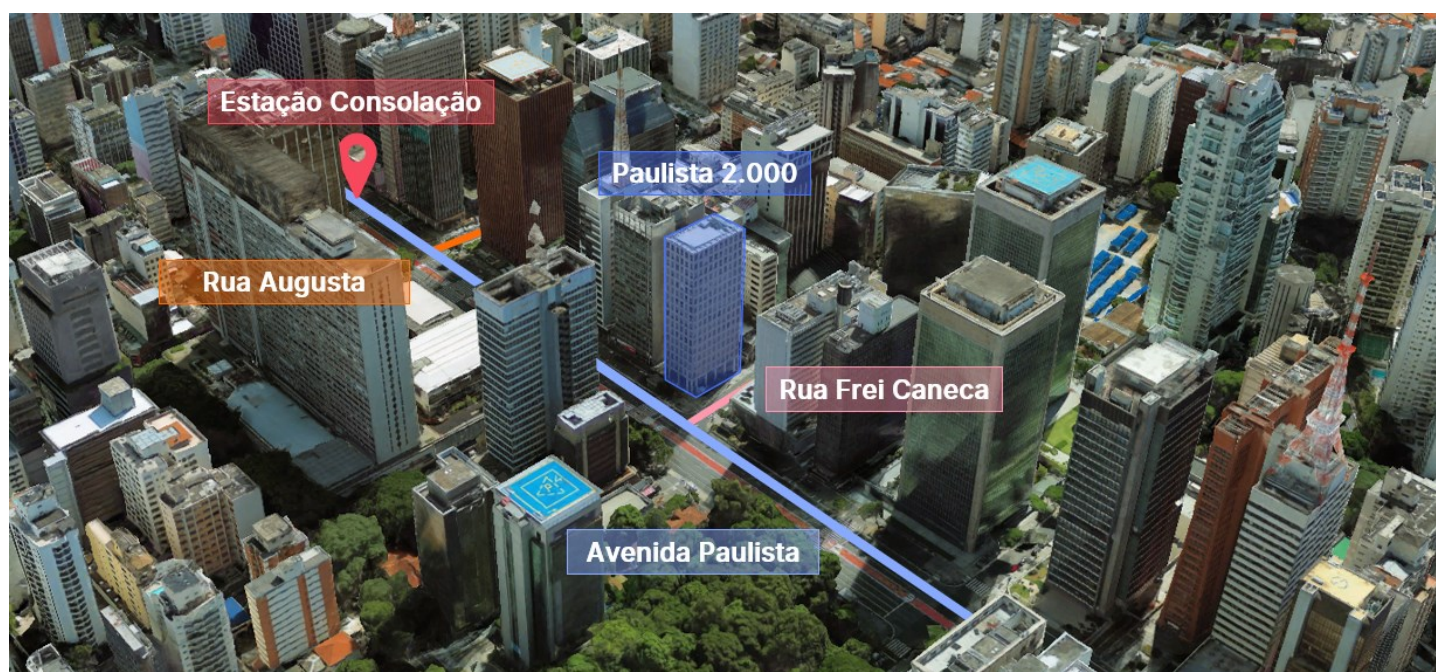 Estação Consolação
Paulista 2.000
Rua Augusta
Rua Frei Caneca
Avenida Paulista